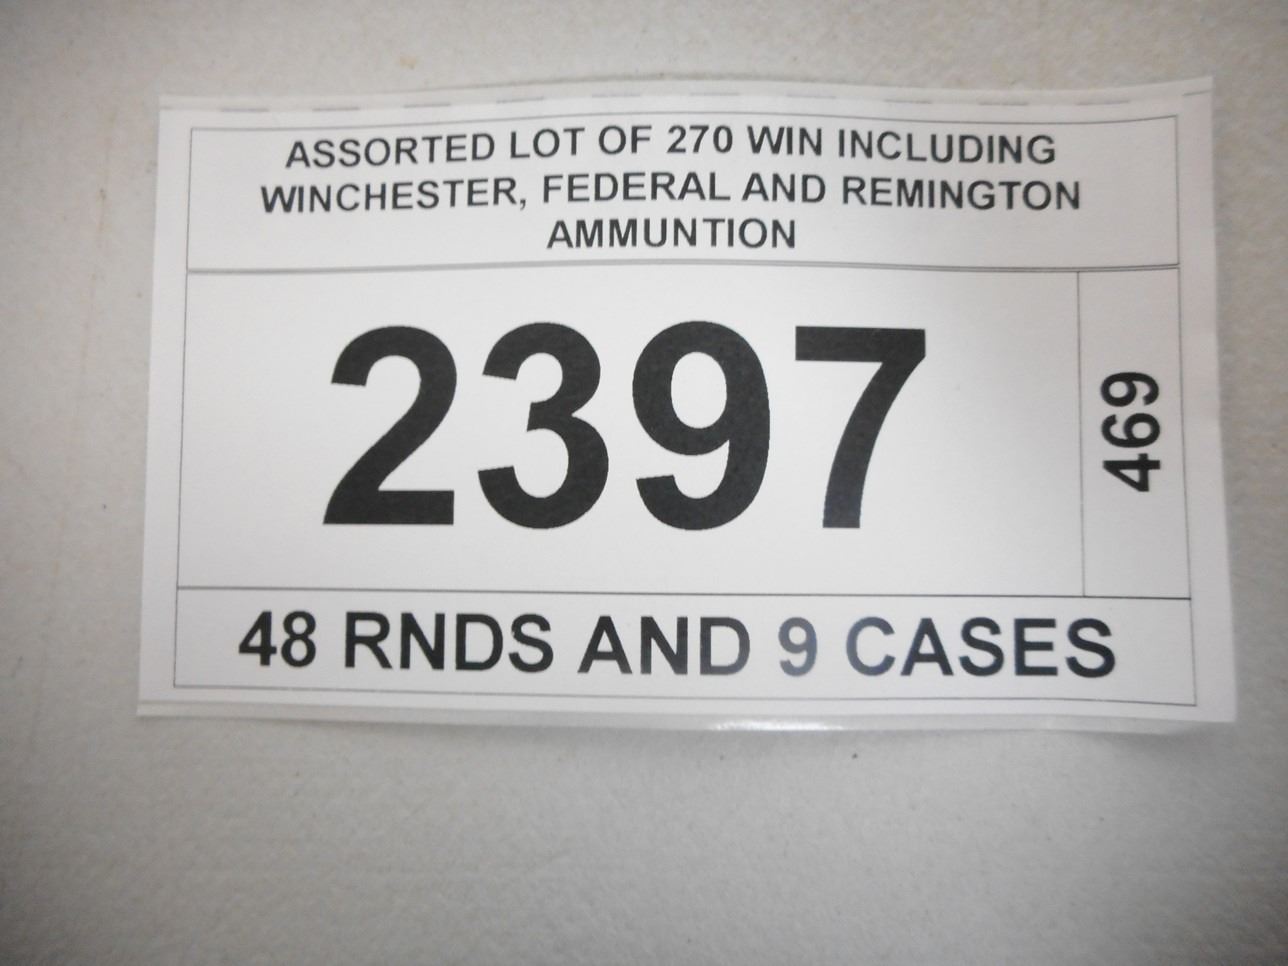 ASSORTED LOT OF 270 WIN INCLUDING
WINCHESTER, FEDERAL AND REMINGTON
AMMUNTION
2397
469
48 RNDS AND 9 CASES